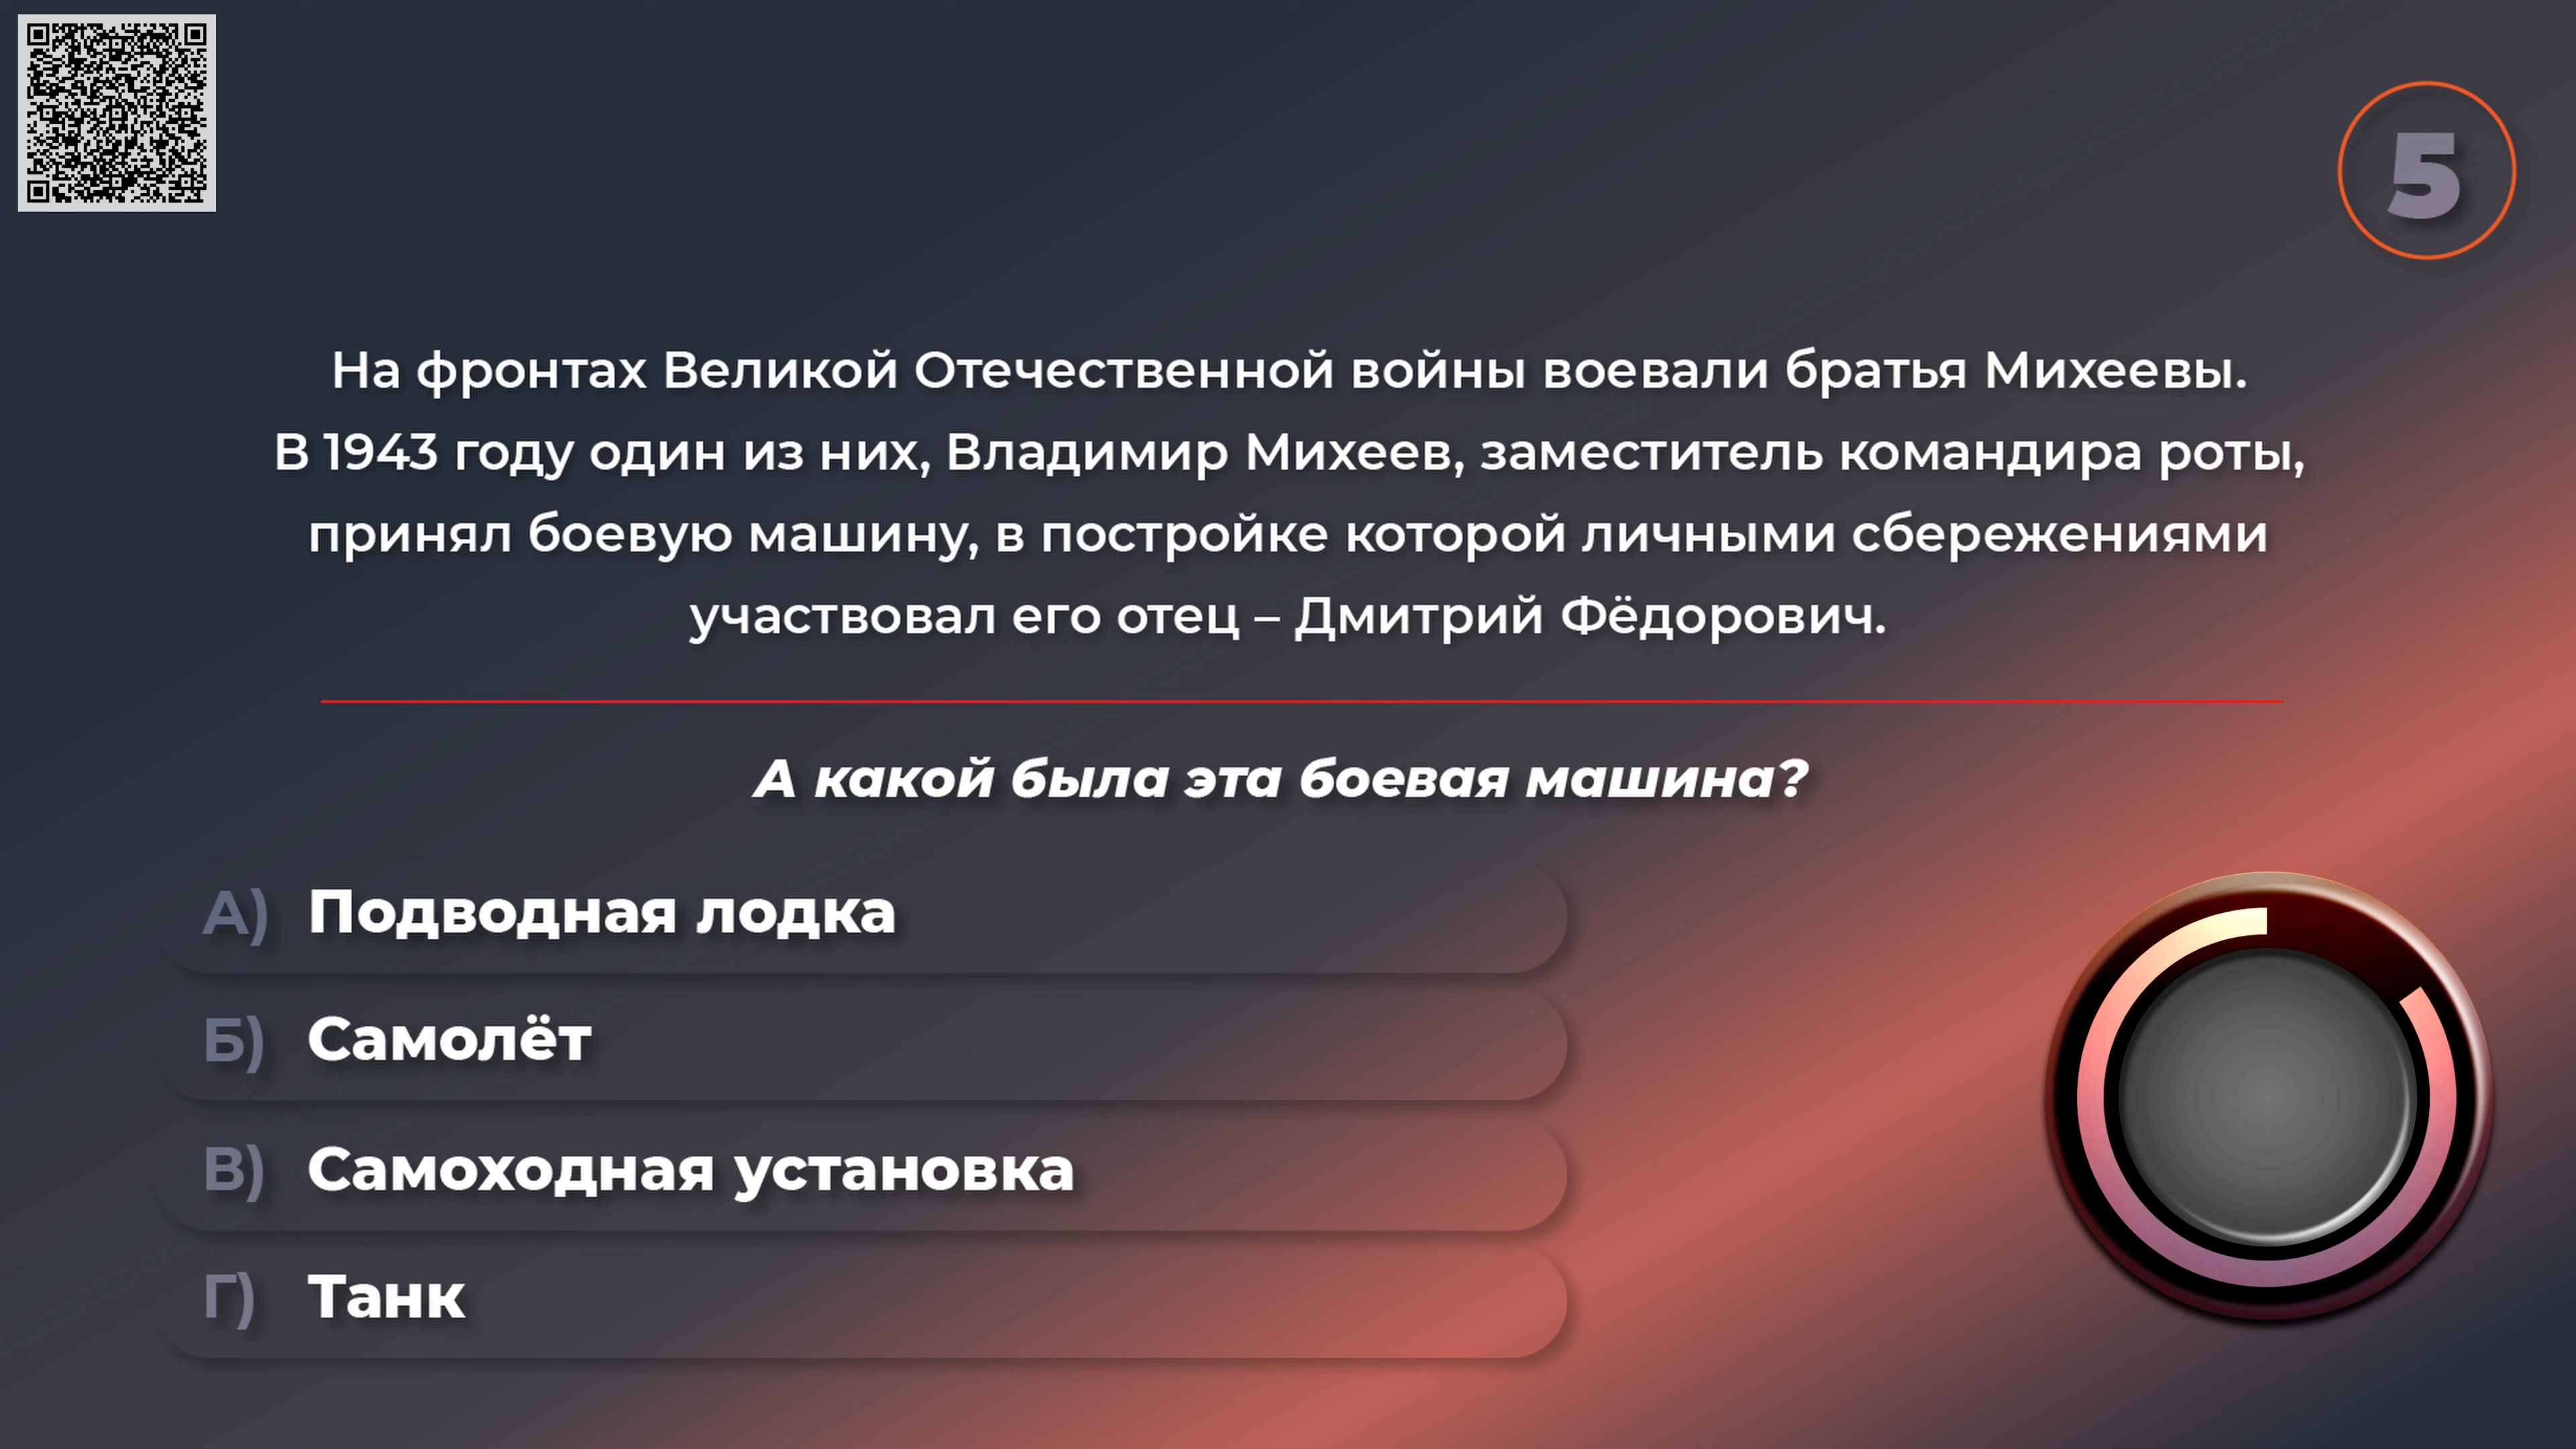 5
На фронтах Великой Отечественной войны воевали братья Михеевы.
В 1943 году один из них, Владимир Михеев, заместитель командира роты,
принял боевую машину, в постройке которой личными сбережениями
участвовал его отец – Дмитрий Фёдорович.
А какой была эта боевая машина?
А) Подводная лодка
Б) Самолёт
В) Самоходная установка
Г) Танк